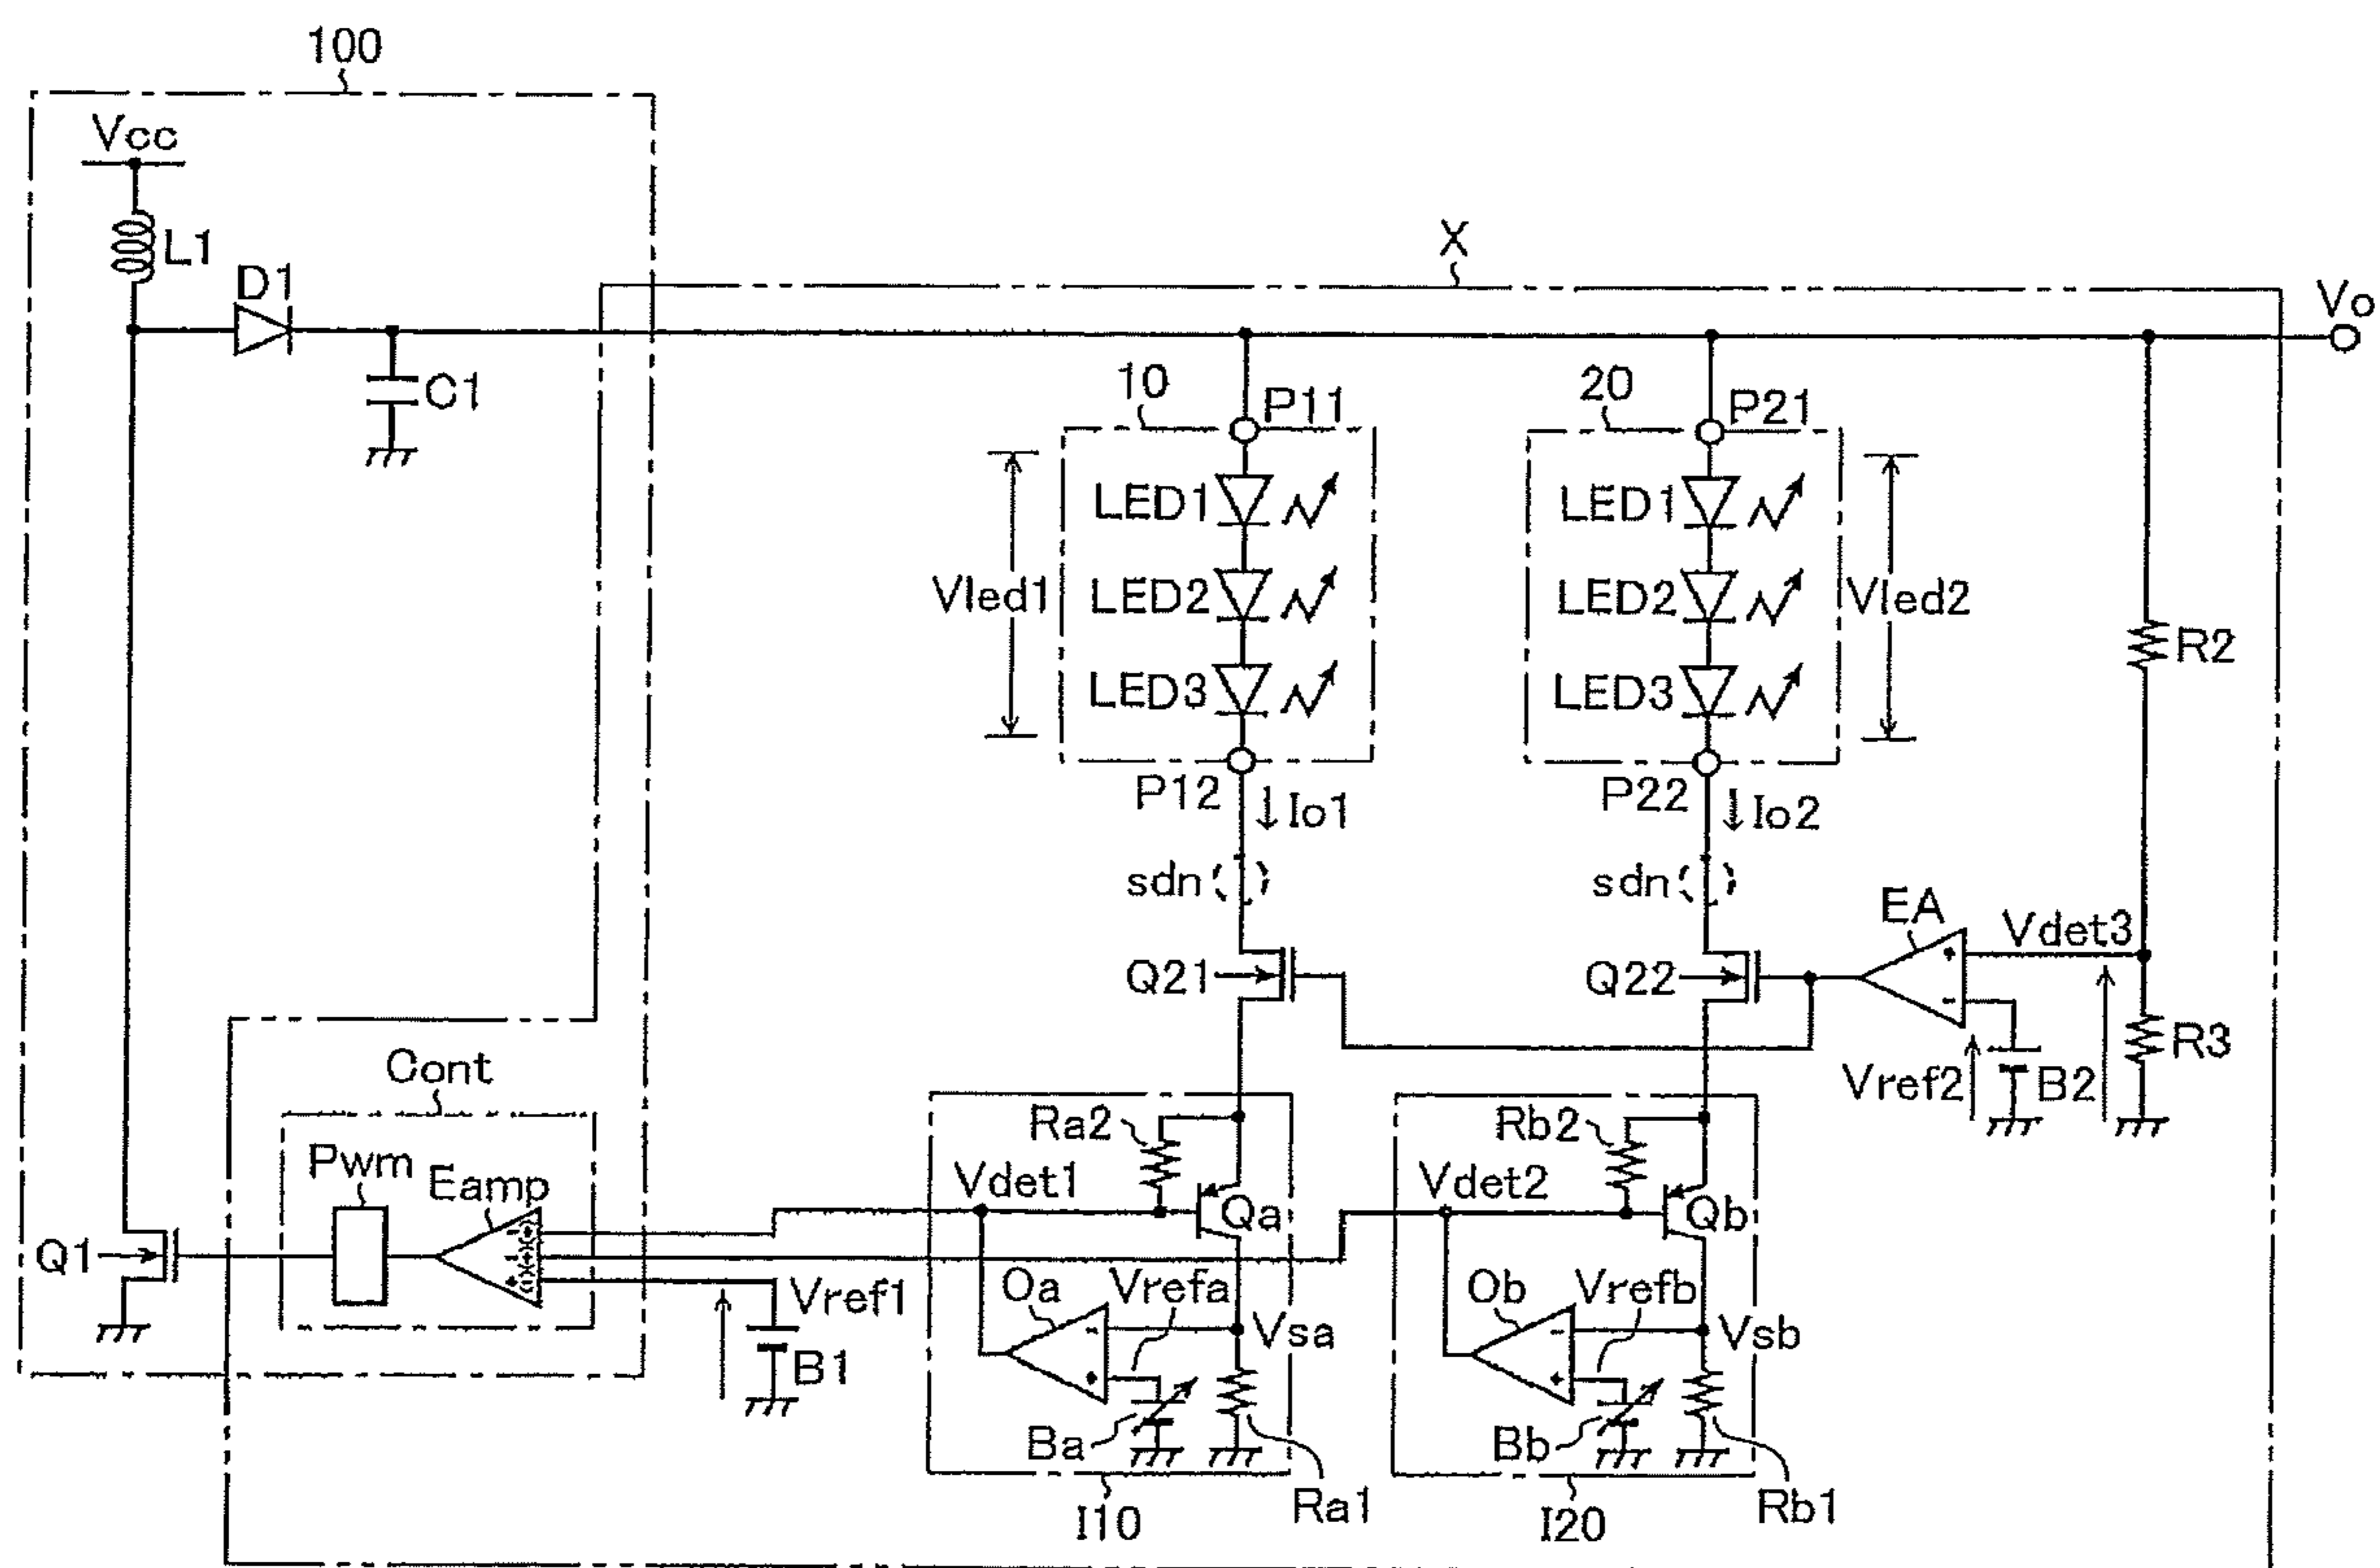 100
Vcc
L1
D1
C1
X
Vo
10
P11
20
P21
LED1
LED2
LED3
Vled1
LED1
LED2
LED3
Vled2
R2
P12
Io1
P22
Io2
sdn
sdn
EA
Vdet3
Q21
Q22
Vref2
B2
R3
Cont
Pwm
Eamp
Ra2
Vdet1
Qa
Rb2
Vdet2
Qb
Q1
Vref1
B1
Oa
Vrefa
Vsa
Ob
Vrefb
Vsb
Ba
Ra1
Bb
Rb1
I10
I20